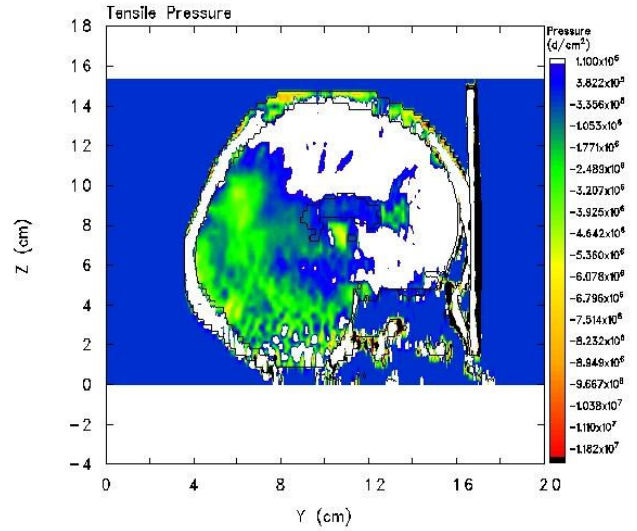 Tensile Pressure
Pressure
(d/cm²)
1.100x10⁶
3.822x10⁵
-3.356x10⁵
-1.053x10⁶
-1.771x10⁶
-2.489x10⁶
-3.207x10⁶
-3.925x10⁶
-4.642x10⁶
-5.360x10⁶
-6.078x10⁶
-6.796x10⁶
-7.514x10⁶
-8.232x10⁶
-8.949x10⁶
-9.667x10⁶
-1.038x10⁷
-1.110x10⁷
-1.182x10⁷
18
16
14
12
10
8
6
4
2
0
-2
-4
Z (cm)
0 4 8 12 16 20
Y (cm)